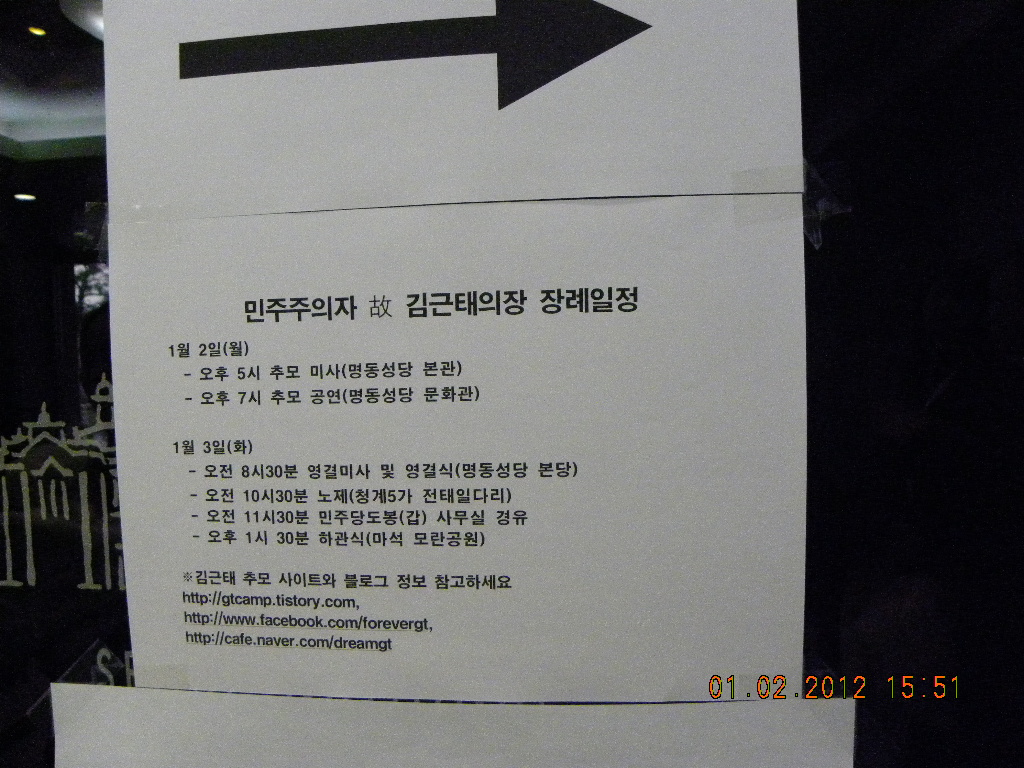 민주주의자 故 김근태의장 장례일정
1월 2일(월)
- 오후 5시 추모 미사(명동성당 본관)
- 오후 7시 추모 공연(명동성당 문화관)
1월 3일(화)
- 오전 8시30분 영결미사 및 영결식(명동성당 본당)
- 오전 10시30분 노제(청계5가 전태일다리)
- 오전 11시30분 민주당도봉(갑) 사무실 경유
- 오후 1시 30분 하관식(마석 모란공원)
※김근태 추모 사이트와 블로그 정보 참고하세요
http://gtcamp.tistory.com,
http://www.facebook.com/forevergt,
http://cafe.naver.com/dreamgt
01.02.2012 15:51